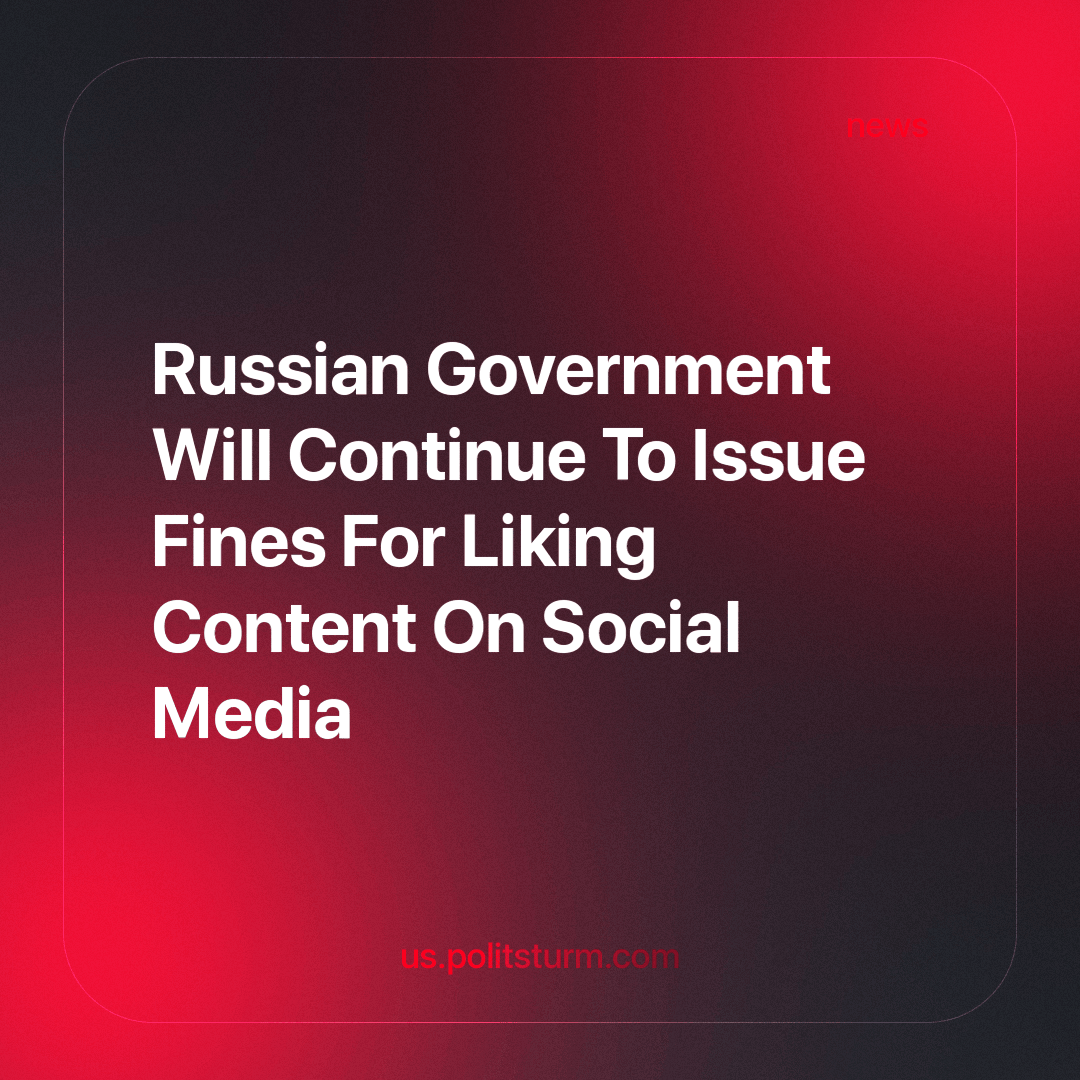 news
Russian Government
Will Continue To Issue
Fines For Liking
Content On Social
Media
us.politsturm.com